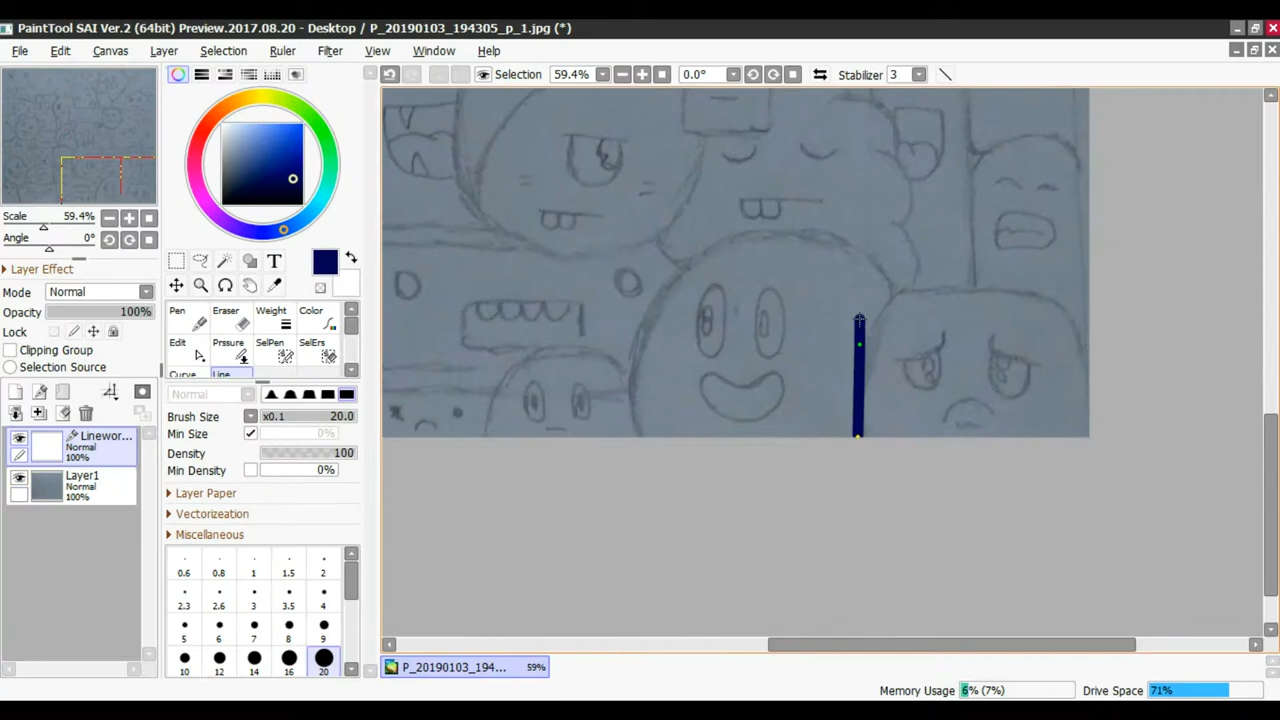 PaintTool SAI Ver.2 (64bit) Preview.2017.08.20 - Desktop / P_20190103_194305_p_1.jpg (*)
File Edit Canvas Layer Selection Ruler Filter View Window Help
Selection 59.4% 0.0° Stabilizer 3
Scale 59.4%
Angle 0°
Layer Effect
Mode Normal
Opacity 100%
Lock
Clipping Group
Selection Source
Linewor...
Normal
100%
Layer1
Normal
100%
T
Pen Eraser Weight Color
Edit Prssure SelPen SelErs
Curve Line
Normal
Brush Size x0.1 20.0
Min Size 0%
Density 100
Min Density 0%
Layer Paper
Vectorization
Miscellaneous
0.6 0.8 1 1.5 2
2.3 2.6 3 3.5 4
5 6 7 8 9
10 12 14 16 20
P_20190103_194... 59%
Memory Usage 6% (7%) Drive Space 71%